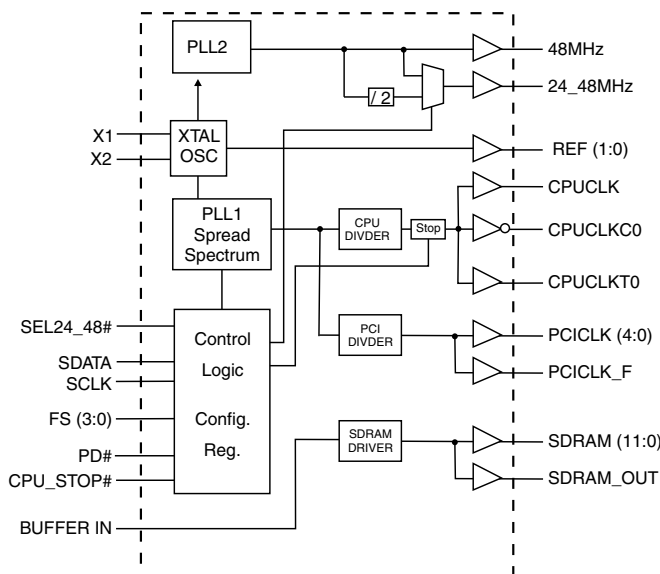 PLL2
48MHz
/ 2
24_48MHz
X1
X2
XTAL
OSC
REF (1:0)
CPUCLK
PLL1
Spread
Spectrum
CPU
DIVDER
Stop
CPUCLKC0
CPUCLKT0
SEL24_48#
SDATA
SCLK
FS (3:0)
PD#
CPU_STOP#
Control
Logic
Config.
Reg.
PCI
DIVDER
PCICLK (4:0)
PCICLK_F
SDRAM
DRIVER
SDRAM (11:0)
SDRAM_OUT
BUFFER IN